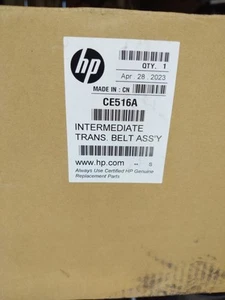 hp
QTY. 1
Apr. 28. 2023
MADE IN : CN
CE516A
INTERMEDIATE
TRANS. BELT ASS'Y
www.hp.com
Always Use Certified HP Genuine
Replacement Parts